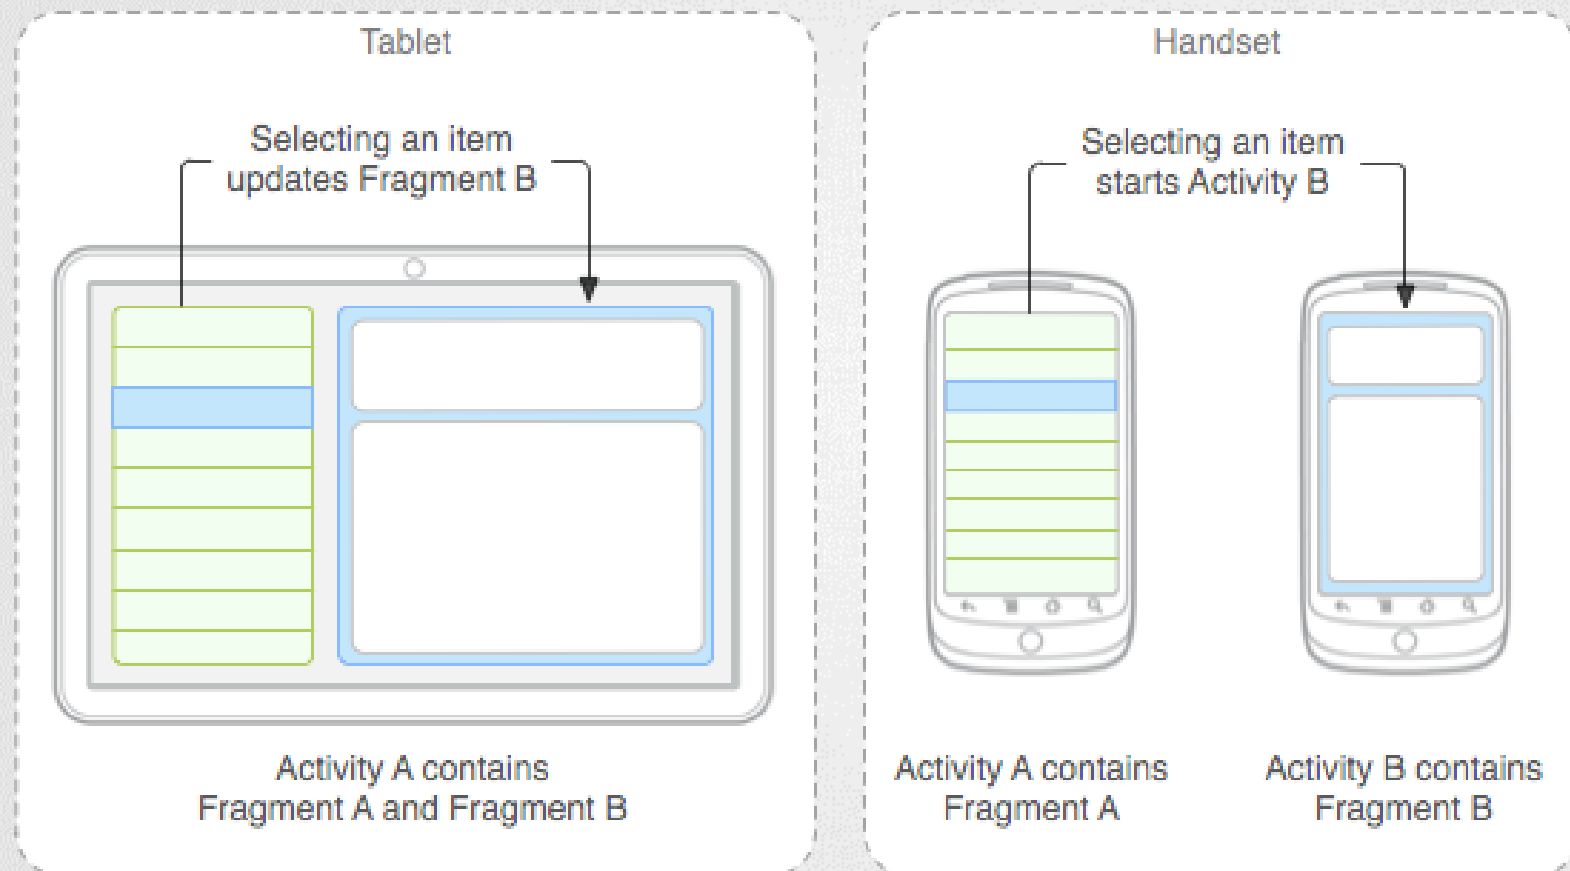 Tablet
Selecting an item
updates Fragment B
Activity A contains
Fragment A and Fragment B
Handset
Selecting an item
starts Activity B
Activity A contains
Fragment A
Activity B contains
Fragment B